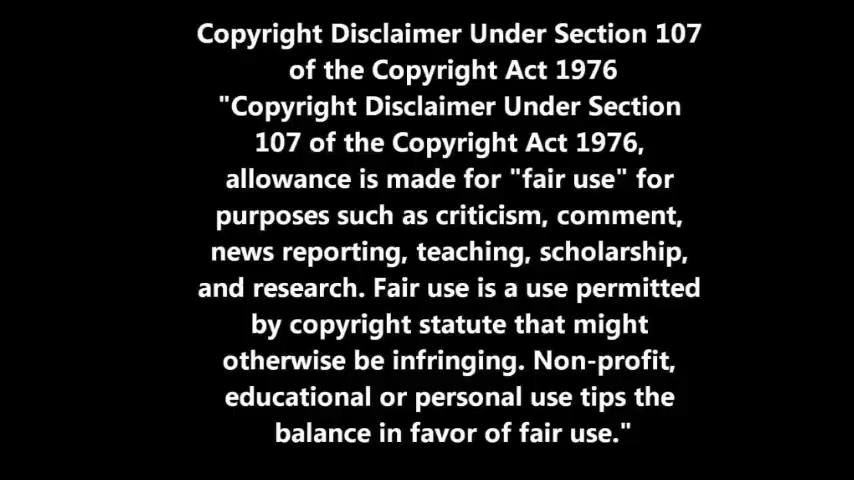 Copyright Disclaimer Under Section 107
of the Copyright Act 1976
"Copyright Disclaimer Under Section
107 of the Copyright Act 1976,
allowance is made for "fair use" for
purposes such as criticism, comment,
news reporting, teaching, scholarship,
and research. Fair use is a use permitted
by copyright statute that might
otherwise be infringing. Non-profit,
educational or personal use tips the
balance in favor of fair use."